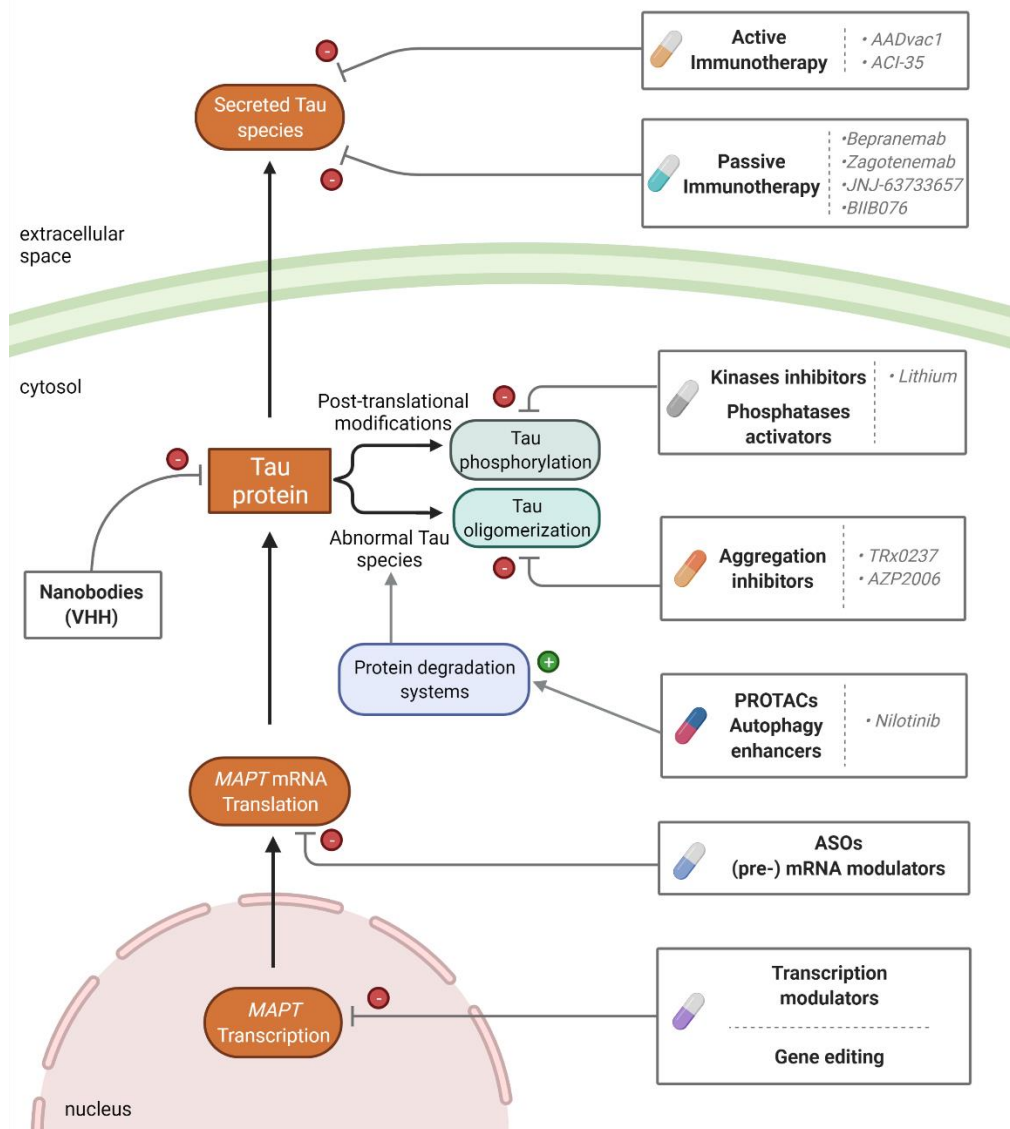 Active
Immunotherapy
• AADvac1
• ACI-35
-
Secreted Tau
species
-
Passive
Immunotherapy
•Bepranemab
•Zagotenemab
•JNJ-63733657
•BIIB076
extracellular
space
cytosol
Kinases inhibitors
Phosphatases
activators
• Lithium
Post-translational
modifications
-
Tau
phosphorylation
-
Tau
protein
Tau
oligomerization
Abnormal Tau
species
-
Aggregation
inhibitors
• TRx0237
• AZP2006
Nanobodies
(VHH)
Protein degradation
systems
+
PROTACs
Autophagy
enhancers
• Nilotinib
MAPT mRNA
Translation
-
ASOs
(pre-) mRNA modulators
MAPT
Transcription
-
Transcription
modulators
Gene editing
nucleus